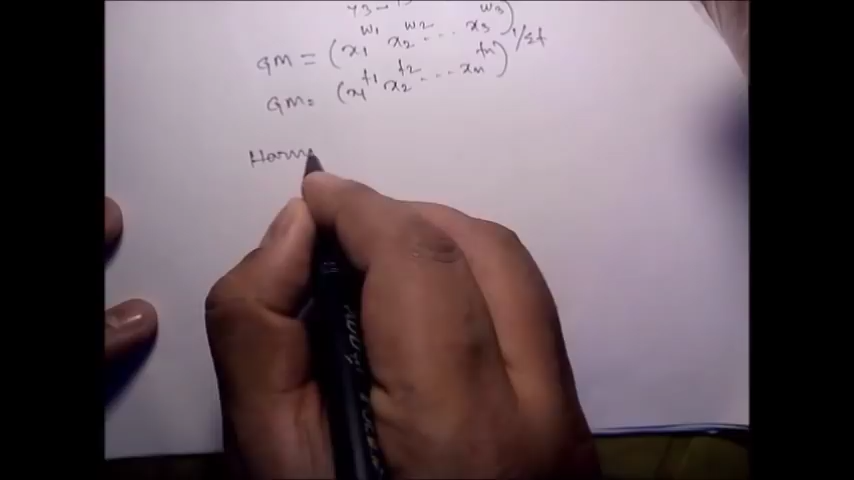 GM = (x₁^w₁ x₂^w₂ ... x₃^w₃)
GM = (x₁^f₁ x₂^f₂ ... xₙ^fₙ)^1/Σf
Harm